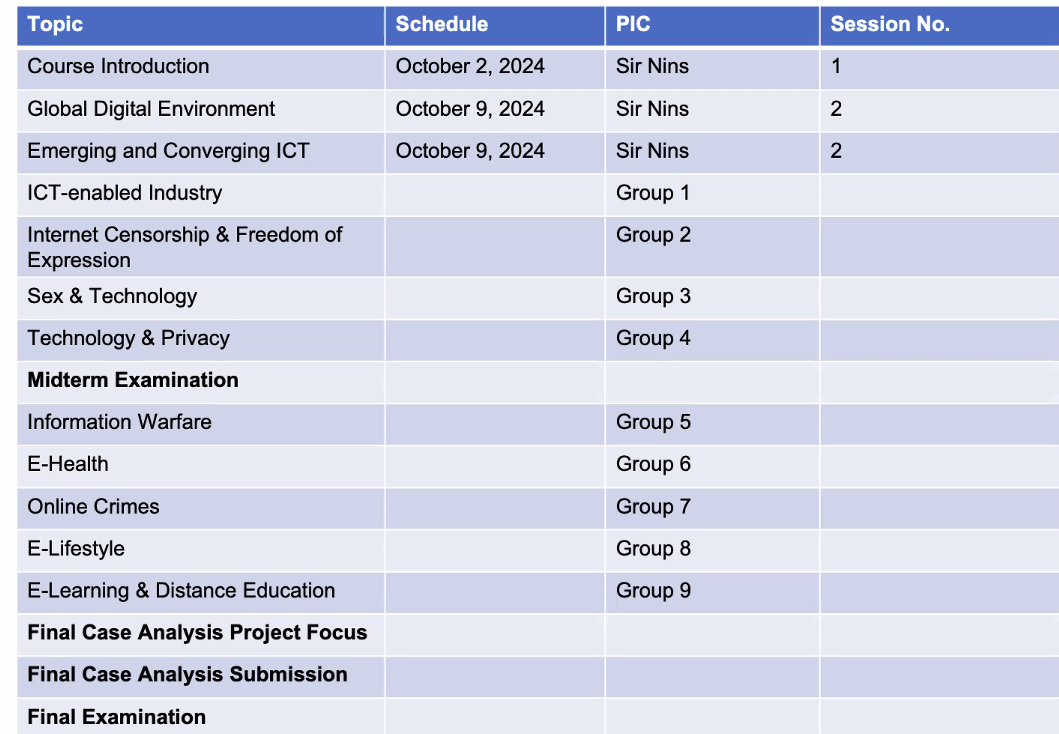 Topic Schedule PIC Session No.
Course Introduction October 2, 2024 Sir Nins 1
Global Digital Environment October 9, 2024 Sir Nins 2
Emerging and Converging ICT October 9, 2024 Sir Nins 2
ICT-enabled Industry Group 1
Internet Censorship & Freedom of Group 2
Expression
Sex & Technology Group 3
Technology & Privacy Group 4
Midterm Examination
Information Warfare Group 5
E-Health Group 6
Online Crimes Group 7
E-Lifestyle Group 8
E-Learning & Distance Education Group 9
Final Case Analysis Project Focus
Final Case Analysis Submission
Final Examination